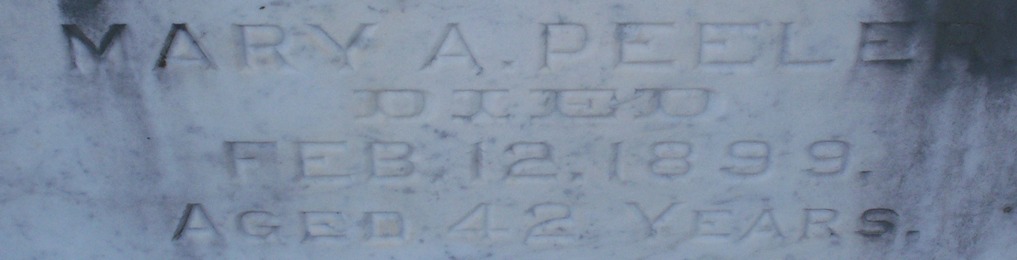 MARY A. PEELER
DIED
FEB. 12, 1899.
AGED 42 YEARS.